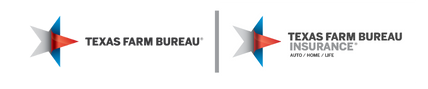 TEXAS FARM BUREAU®
TEXAS FARM BUREAU
INSURANCE®
AUTO / HOME / LIFE